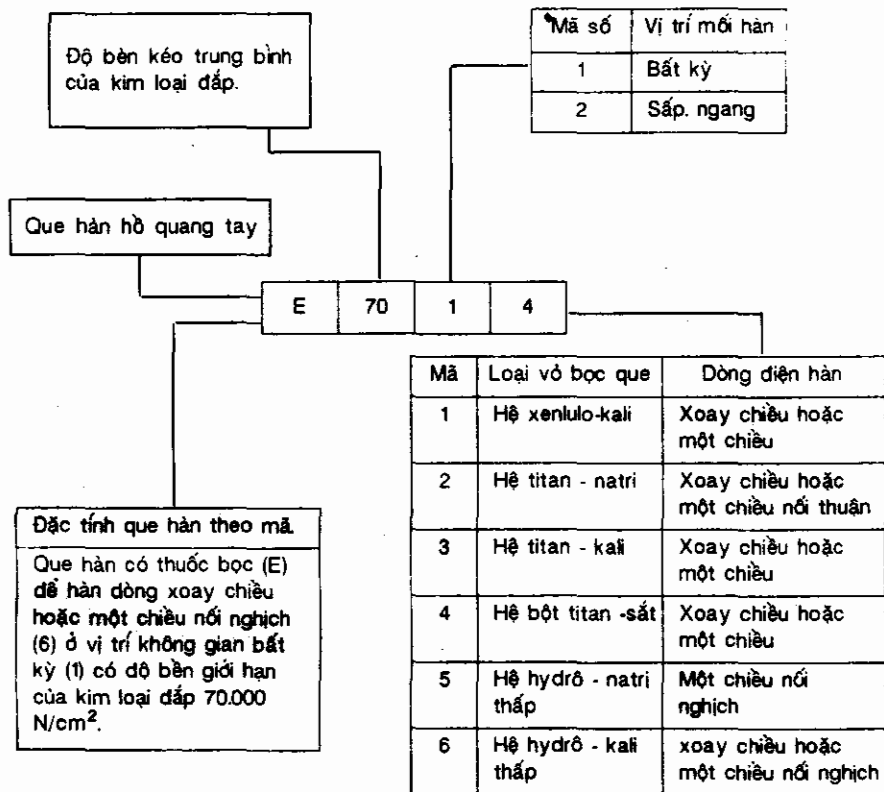 Độ bèn kéo trung bình
của kim loại đắp.
Mã số Vị trí mối hàn
1 Bất kỳ
2 Sấp. ngang
Que hàn hồ quang tay
E 70 1 4
Mã Loại vỏ bọc que Dòng điện hàn
1 Hệ xenlulo-kali Xoay chiều hoặc
một chiều
2 Hệ titan - natri Xoay chiều hoặc
một chiều nối thuận
3 Hệ titan - kali Xoay chiều hoặc
một chiều
4 Hệ bột titan -sắt Xoay chiều hoặc
một chiều
5 Hệ hydrô - natri Một chiều nối
thấp nghịch
6 Hệ hydrô - kali xoay chiều hoặc
thấp một chiều nối nghịch
Đặc tính que hàn theo mã.
Que hàn có thuốc bọc (E)
để hàn dòng xoay chiều
hoặc một chiều nối nghịch
(6) ở vị trí không gian bất
kỳ (1) có độ bền giới hạn
của kim loại đắp 70.000
N/cm².